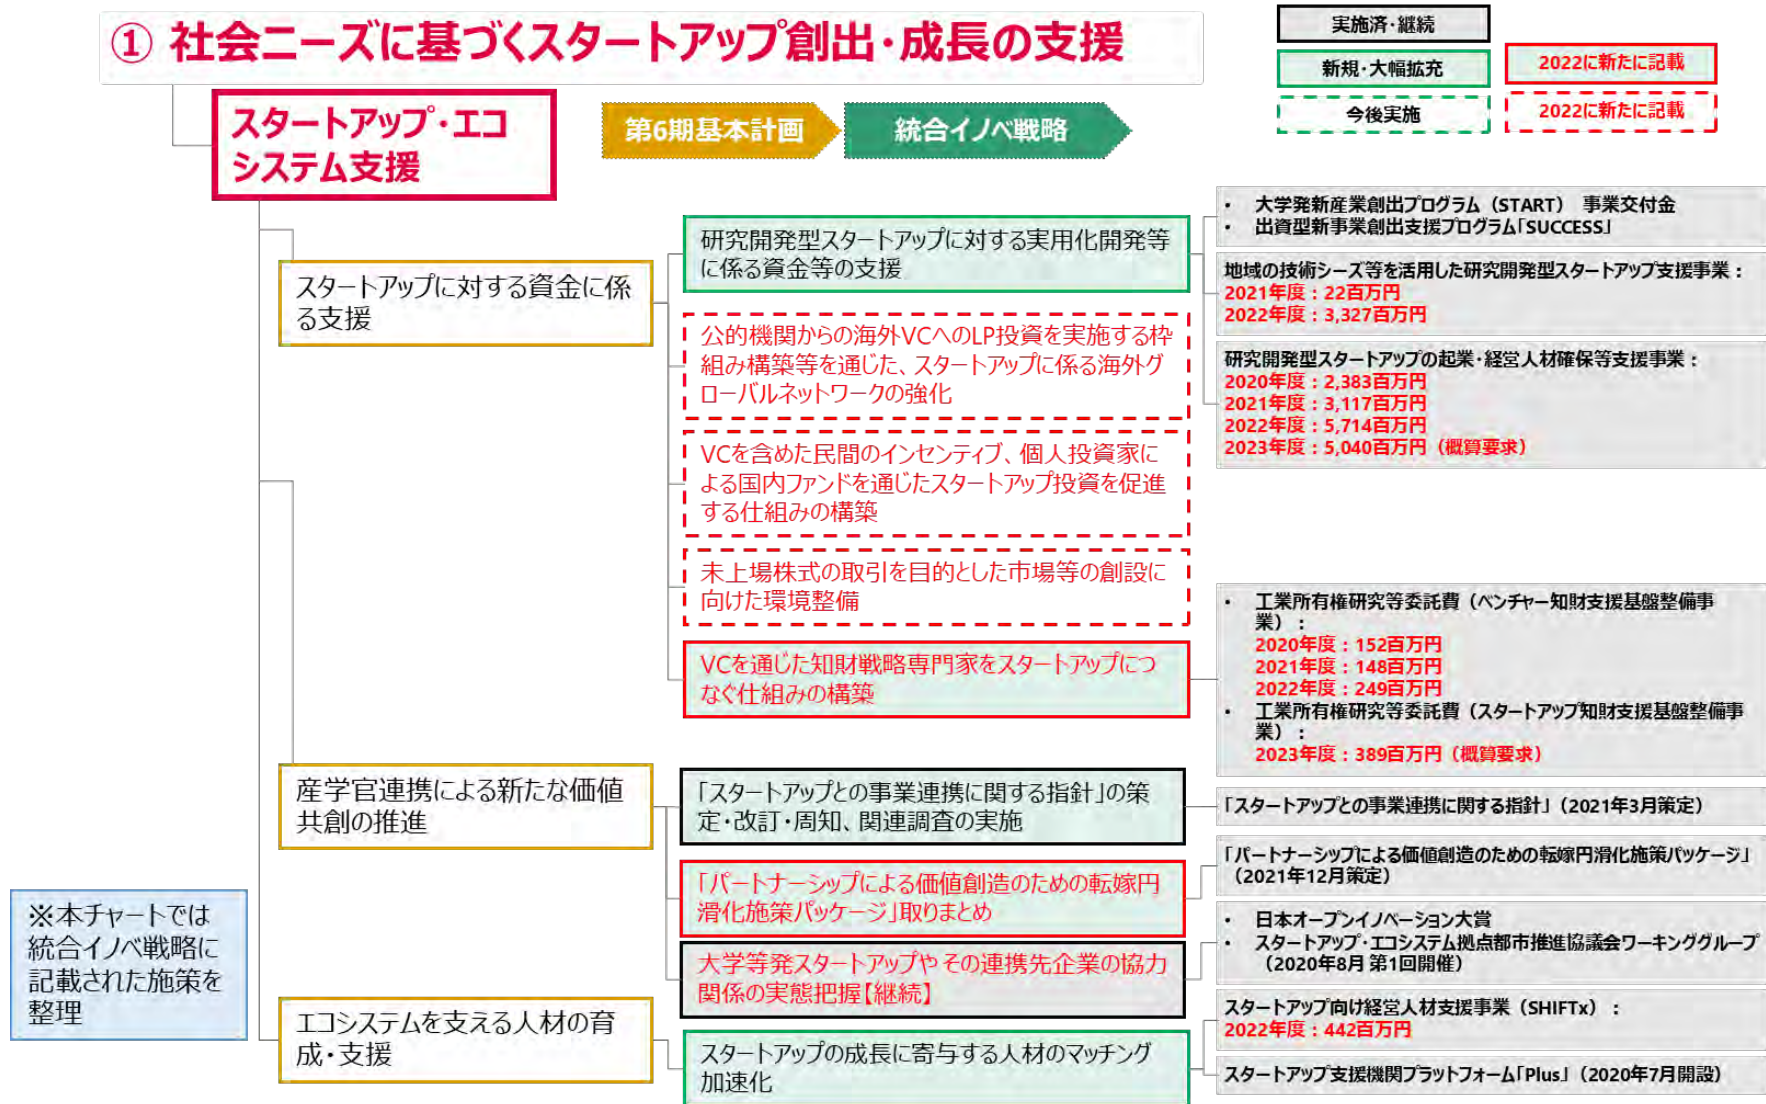 ① 社会ニーズに基づくスタートアップ創出・成長の支援
実施済・継続
新規・大幅拡充
2022に新たに記載
今後実施
2022に新たに記載
スタートアップ・エコ
システム支援
第6期基本計画
統合イノベ戦略
スタートアップに対する資金に係
る支援
研究開発型スタートアップに対する実用化開発等
に係る資金等の支援
・ 大学発新産業創出プログラム（START） 事業交付金
・ 出資型新事業創出支援プログラム「SUCCESS」
地域の技術シーズ等を活用した研究開発型スタートアップ支援事業：
2021年度：22百万円
2022年度：3,327百万円
研究開発型スタートアップの起業・経営人材確保等支援事業：
2020年度：2,383百万円
2021年度：3,117百万円
2022年度：5,714百万円
2023年度：5,040百万円（概算要求）
公的機関からの海外VCへのLP投資を実施する枠
組み構築等を通じた、スタートアップに係る海外グ
ローバルネットワークの強化
VCを含めた民間のインセンティブ、個人投資家に
よる国内ファンドを通じたスタートアップ投資を促進
する仕組みの構築
未上場株式の取引を目的とした市場等の創設に
向けた環境整備
VCを通じた知財戦略専門家をスタートアップにつ
なぐ仕組みの構築
・ 工業所有権研究等委託費（ベンチャー知財支援基盤整備事
業）：
2020年度：152百万円
2021年度：148百万円
2022年度：249百万円
・ 工業所有権研究等委託費（スタートアップ知財支援基盤整備事
業）：
2023年度：389百万円（概算要求）
産学官連携による新たな価値
共創の推進
「スタートアップとの事業連携に関する指針」の策
定・改訂・周知、関連調査の実施
「スタートアップとの事業連携に関する指針」（2021年3月策定）
「パートナーシップによる価値創造のための転嫁円
滑化施策パッケージ」取りまとめ
「パートナーシップによる価値創造のための転嫁円滑化施策パッケージ」
（2021年12月策定）
大学等発スタートアップやその連携先企業の協力
関係の実態把握【継続】
・ 日本オープンイノベーション大賞
・ スタートアップ・エコシステム拠点都市推進協議会ワーキンググループ
（2020年8月 第1回開催）
エコシステムを支える人材の育
成・支援
スタートアップの成長に寄与する人材のマッチング
加速化
スタートアップ向け経営人材支援事業（SHIFTx）：
2022年度：442百万円
スタートアップ支援機関プラットフォーム「Plus」（2020年7月開設）
※本チャートでは
統合イノベ戦略に
記載された施策を
整理